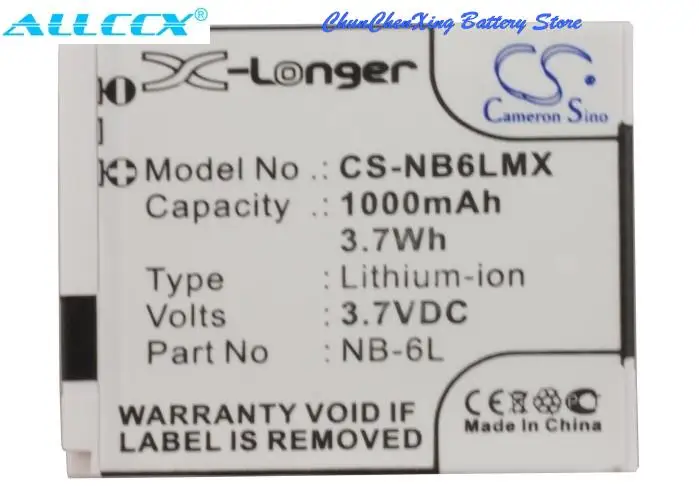 ALLCCX
ChunChenXing Battery Store
X-Longer
CS
Cameron Sino
Model No .: CS-NB6LMX
Capacity .: 1000mAh
3.7Wh
Type : Lithium-ion
Volts : 3.7VDC
Part No : NB-6L
WARRANTY VOID IF
LABEL IS REMOVED!
CE
Made In China